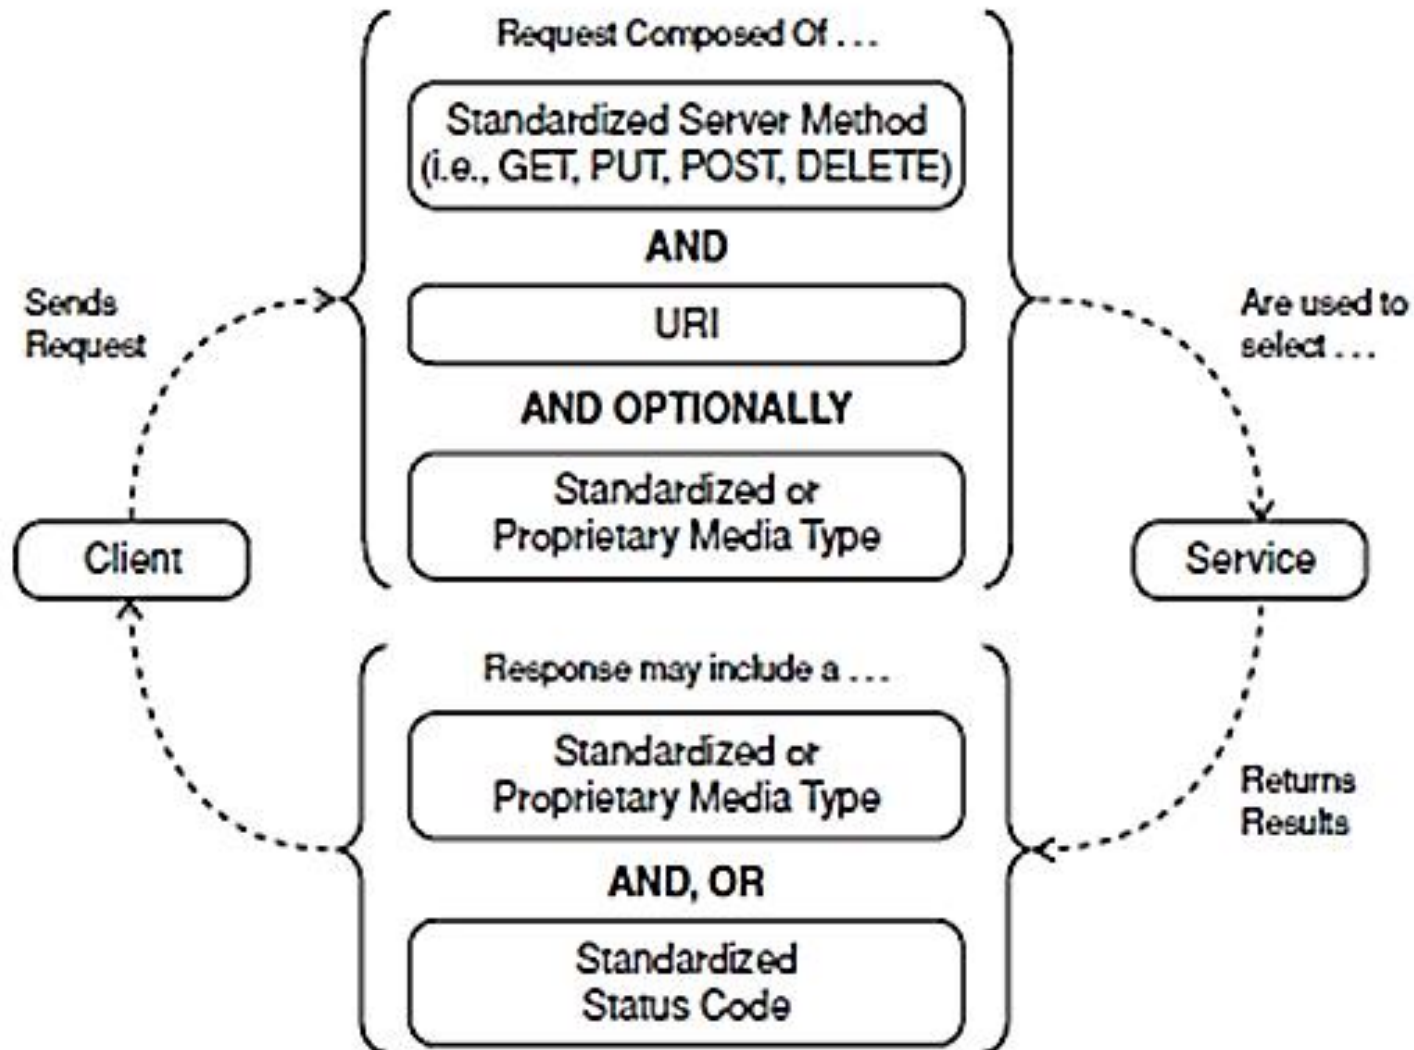 Request Composed Of . . .
Standardized Server Method
(i.e., GET, PUT, POST, DELETE)
AND
URI
AND OPTIONALLY
Standardized or
Proprietary Media Type
Sends
Request
Are used to
select . . .
Client
Service
Response may include a . . .
Standardized or
Proprietary Media Type
AND, OR
Standardized
Status Code
Returns
Results